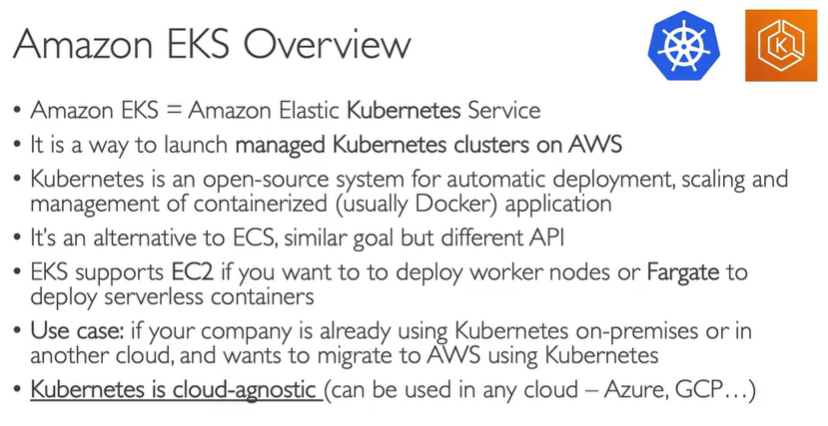 Amazon EKS Overview
• Amazon EKS = Amazon Elastic Kubernetes Service
• It is a way to launch managed Kubernetes clusters on AWS
• Kubernetes is an open-source system for automatic deployment, scaling and
management of containerized (usually Docker) application
• It's an alternative to ECS, similar goal but different API
• EKS supports EC2 if you want to to deploy worker nodes or Fargate to
deploy serverless containers
• Use case: if your company is already using Kubernetes on-premises or in
another cloud, and wants to migrate to AWS using Kubernetes
• Kubernetes is cloud-agnostic (can be used in any cloud – Azure, GCP…)
K